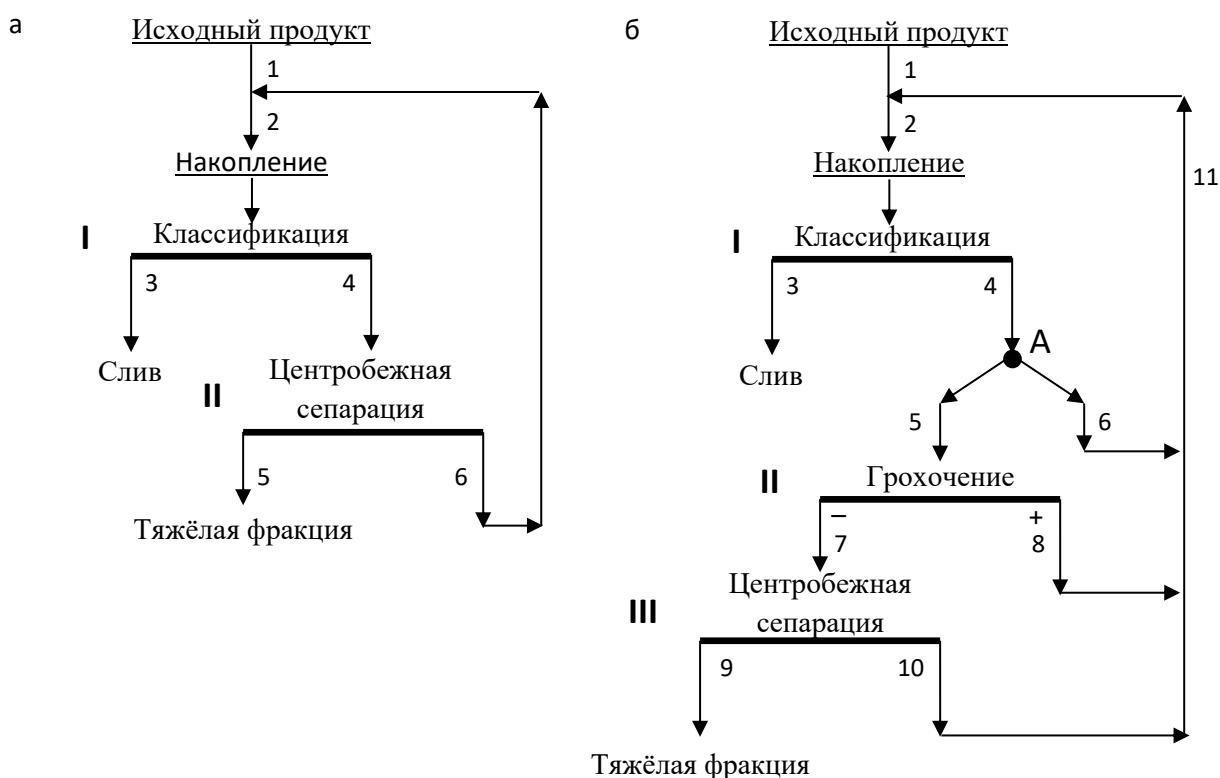 а
Исходный продукт
1
2
Накопление
I
Классификация
3
4
Слив
II
Центробежная
сепарация
5
6
Тяжёлая фракция
б
Исходный продукт
1
2
Накопление
11
I
Классификация
3
4
А
Слив
5
6
II
Грохочение
–
+
7
8
III
Центробежная
сепарация
9
10
Тяжёлая фракция